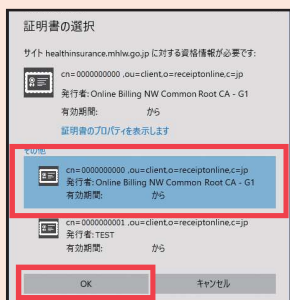 証明書の選択
サイト healthinsurance.mhlw.go.jp に対する資格情報が必要です:
cn=0000000000 ,ou=client,o=receiptonline,c=jp
発行者: Online Billing NW Common Root CA - G1
有効期間: から
証明書のプロパティを表示します
その他
cn=0000000000 ,ou=client,o=receiptonline,c=jp
発行者: Online Billing NW Common Root CA - G1
有効期間: から
cn=0000000001 ,ou=client,o=receiptonline,c=jp
発行者: TEST
有効期間: から
OK キャンセル